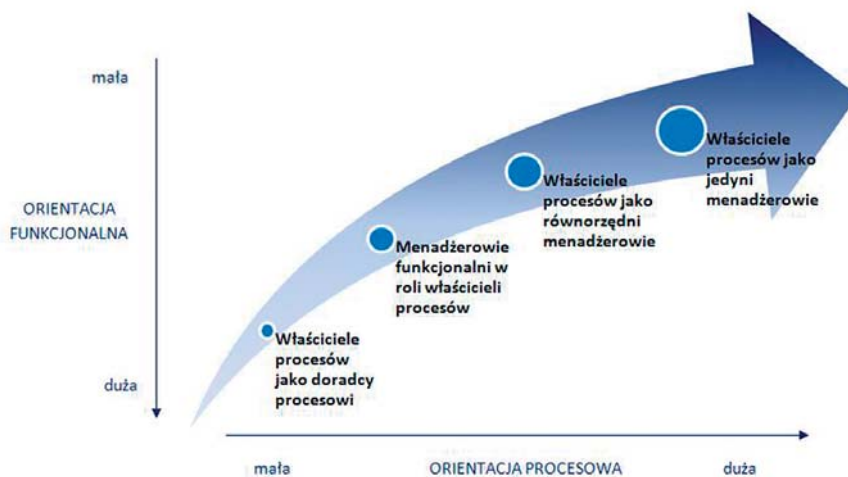 mała
ORIENTACJA
FUNKCJONALNA
duża
Właściciele
procesów jako
jedyni
menadżerowie
Właściciele
procesów jako
równorzędni
menadżerowie
Menadżerowie
funkcjonalni w
roli właścicieli
procesów
Właściciele
procesów
jako doradcy
procesowi
mała
ORIENTACJA PROCESOWA
duża